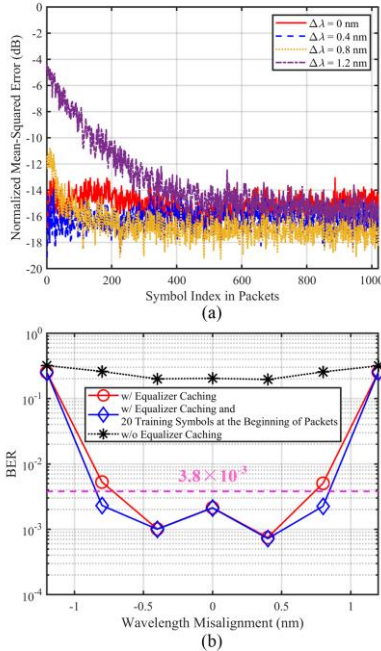 0
-2
-4
-6
-8
-10
-12
-14
-16
-18
-20
Normalized Mean-Squared Error (dB)
Δλ = 0 nm
Δλ = 0.4 nm
Δλ = 0.8 nm
Δλ = 1.2 nm
0 200 400 600 800 1000
Symbol Index in Packets
(a)
10^0
10^-1
10^-2
10^-3
10^-4
BER
w/ Equalizer Caching
w/ Equalizer Caching and
20 Training Symbols at the Beginning of Packets
w/o Equalizer Caching
3.8×10^-3
-1 -0.5 0 0.5 1
Wavelength Misalignment (nm)
(b)